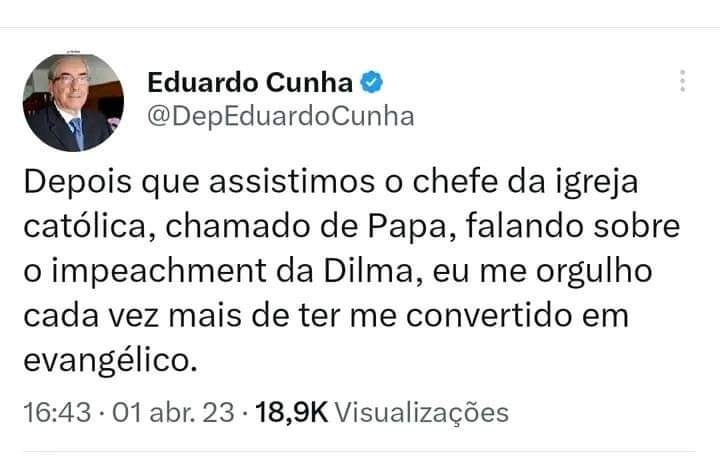 Eduardo Cunha
@DepEduardoCunha
Depois que assistimos o chefe da igreja
católica, chamado de Papa, falando sobre
o impeachment da Dilma, eu me orgulho
cada vez mais de ter me convertido em
evangélico.
16:43 · 01 abr. 23 · 18,9K Visualizações